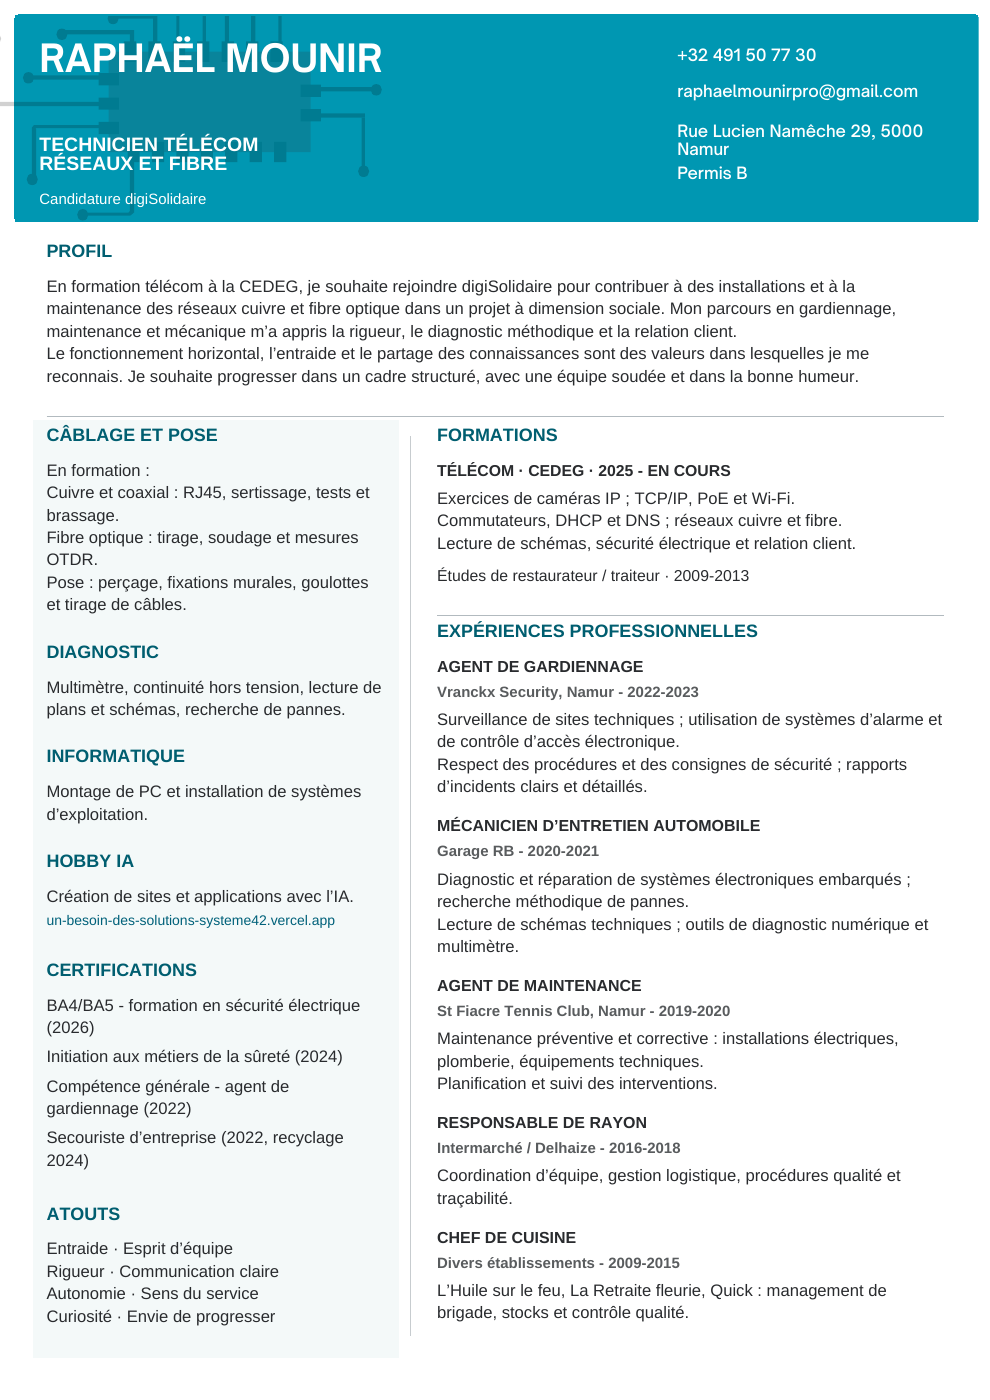 RAPHAËL MOUNIR
TECHNICIEN TÉLÉCOM
RÉSEAUX ET FIBRE
Candidature digiSolidaire
+32 491 50 77 30
raphaelmounirpro@gmail.com
Rue Lucien Namêche 29, 5000
Namur
Permis B
PROFIL
En formation télécom à la CEDEG, je souhaite rejoindre digiSolidaire pour contribuer à des installations et à la
maintenance des réseaux cuivre et fibre optique dans un projet à dimension sociale. Mon parcours en gardiennage,
maintenance et mécanique m’a appris la rigueur, le diagnostic méthodique et la relation client.
Le fonctionnement horizontal, l’entraide et le partage des connaissances sont des valeurs dans lesquelles je me
reconnais. Je souhaite progresser dans un cadre structuré, avec une équipe soudée et dans la bonne humeur.
CÂBLAGE ET POSE
En formation :
Cuivre et coaxial : RJ45, sertissage, tests et
brassage.
Fibre optique : tirage, soudage et mesures
OTDR.
Pose : perçage, fixations murales, goulottes
et tirage de câbles.
DIAGNOSTIC
Multimètre, continuité hors tension, lecture de
plans et schémas, recherche de pannes.
INFORMATIQUE
Montage de PC et installation de systèmes
d’exploitation.
HOBBY IA
Création de sites et applications avec l’IA.
un-besoin-des-solutions-systeme42.vercel.app
CERTIFICATIONS
BA4/BA5 - formation en sécurité électrique
(2026)
Initiation aux métiers de la sûreté (2024)
Compétence générale - agent de
gardiennage (2022)
Secouriste d’entreprise (2022, recyclage
2024)
ATOUTS
Entraide · Esprit d’équipe
Rigueur · Communication claire
Autonomie · Sens du service
Curiosité · Envie de progresser
FORMATIONS
TÉLÉCOM · CEDEG · 2025 - EN COURS
Exercices de caméras IP ; TCP/IP, PoE et Wi-Fi.
Commutateurs, DHCP et DNS ; réseaux cuivre et fibre.
Lecture de schémas, sécurité électrique et relation client.
Études de restaurateur / traiteur · 2009-2013
EXPÉRIENCES PROFESSIONNELLES
AGENT DE GARDIENNAGE
Vranckx Security, Namur - 2022-2023
Surveillance de sites techniques ; utilisation de systèmes d’alarme et
de contrôle d’accès électronique.
Respect des procédures et des consignes de sécurité ; rapports
d’incidents clairs et détaillés.
MÉCANICIEN D’ENTRETIEN AUTOMOBILE
Garage RB - 2020-2021
Diagnostic et réparation de systèmes électroniques embarqués ;
recherche méthodique de pannes.
Lecture de schémas techniques ; outils de diagnostic numérique et
multimètre.
AGENT DE MAINTENANCE
St Fiacre Tennis Club, Namur - 2019-2020
Maintenance préventive et corrective : installations électriques,
plomberie, équipements techniques.
Planification et suivi des interventions.
RESPONSABLE DE RAYON
Intermarché / Delhaize - 2016-2018
Coordination d’équipe, gestion logistique, procédures qualité et
traçabilité.
CHEF DE CUISINE
Divers établissements - 2009-2015
L’Huile sur le feu, La Retraite fleurie, Quick : management de
brigade, stocks et contrôle qualité.